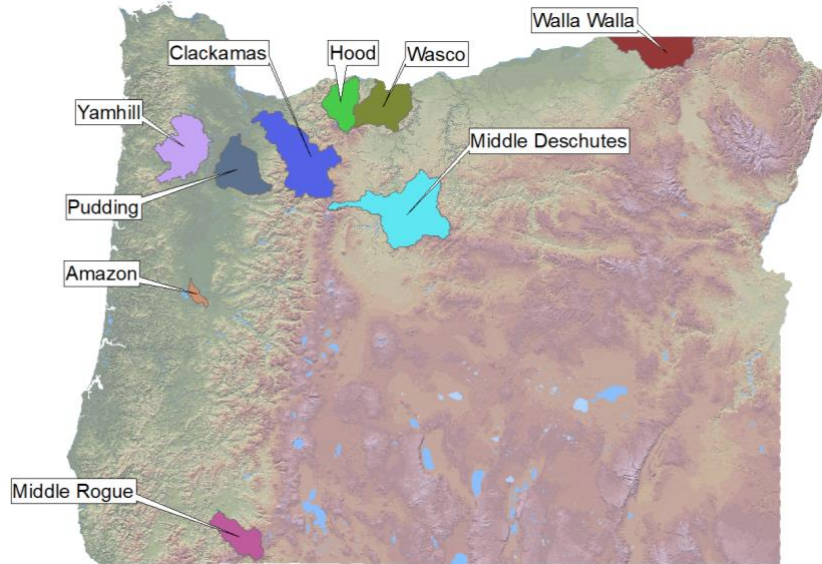 Walla Walla
Clackamas
Hood
Wasco
Yamhill
Middle Deschutes
Pudding
Amazon
Middle Rogue